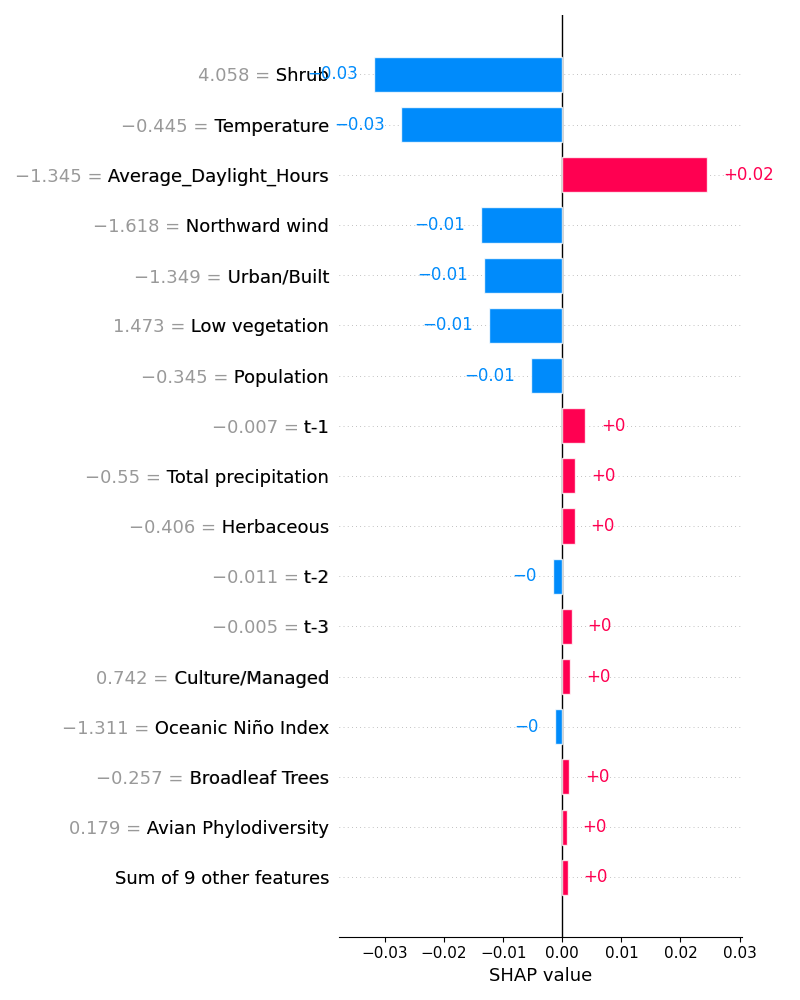 4.058 = Shrub −0.03
−0.445 = Temperature −0.03
−1.345 = Average_Daylight_Hours +0.02
−1.618 = Northward wind −0.01
−1.349 = Urban/Built −0.01
1.473 = Low vegetation −0.01
−0.345 = Population −0.01
−0.007 = t-1 +0
−0.55 = Total precipitation +0
−0.406 = Herbaceous +0
−0.011 = t-2 −0
−0.005 = t-3 +0
0.742 = Culture/Managed +0
−1.311 = Oceanic Niño Index −0
−0.257 = Broadleaf Trees +0
0.179 = Avian Phylodiversity +0
Sum of 9 other features +0
−0.03 −0.02 −0.01 0.00 0.01 0.02 0.03
SHAP value